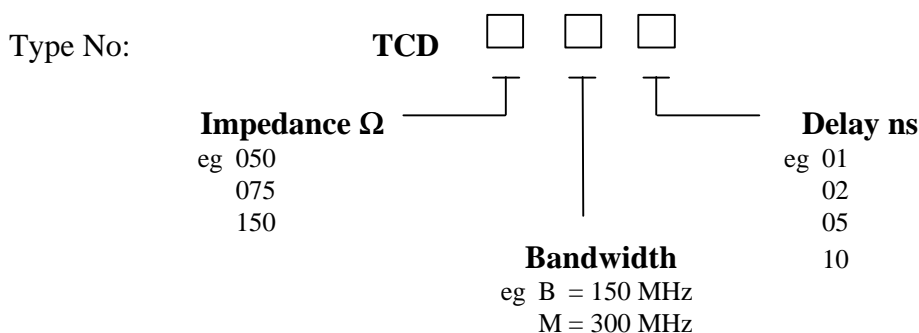 Type No: TCD
Impedance Ω
eg 050
075
150
Delay ns
eg 01
02
05
10
Bandwidth
eg B = 150 MHz
M = 300 MHz